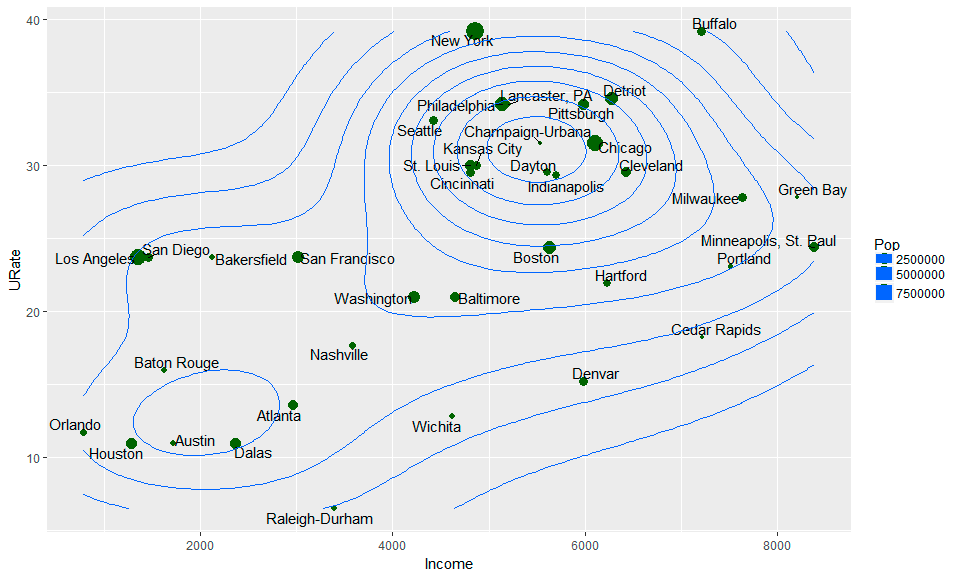 40
30
20
10
URate
2000
4000
6000
8000
Income
New York
Buffalo
Detriot
Lancaster, PA
Philadelphia
Pittsburgh
Seattle
Champaign-Urbana
Kansas City
Chicago
St. Louis
Dayton
Cleveland
Cincinnati
Indianapolis
Green Bay
Milwaukee
Minneapolis, St. Paul
San Diego
Los Angeles
Bakersfield
San Francisco
Boston
Portland
Hartford
Washington
Baltimore
Cedar Rapids
Nashville
Baton Rouge
Denvar
Atlanta
Wichita
Orlando
Austin
Houston
Dalas
Raleigh-Durham
Pop
2500000
5000000
7500000